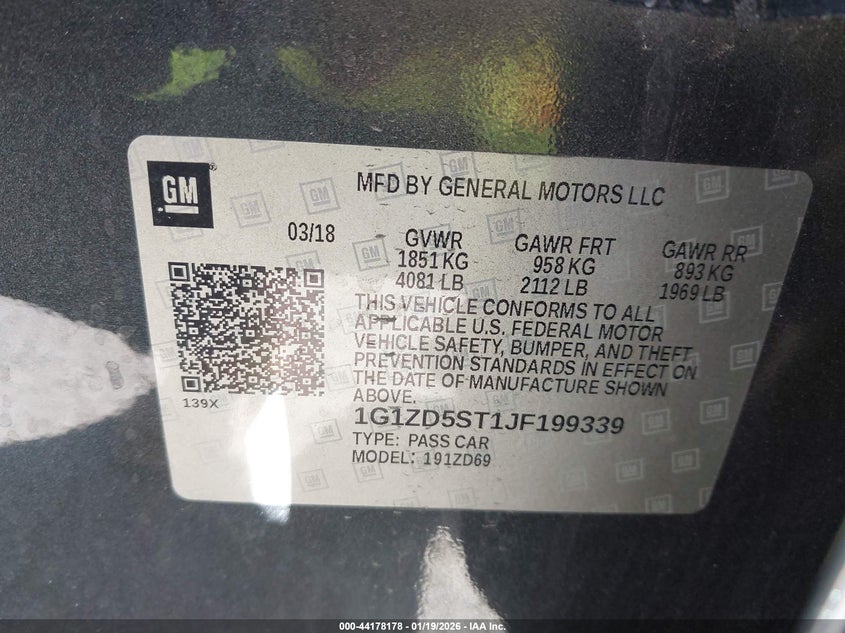 GM
MFD BY GENERAL MOTORS LLC
03/18
GVWR
1851 KG
4081 LB
GAWR FRT
958 KG
2112 LB
GAWR RR
893 KG
1969 LB
THIS VEHICLE CONFORMS TO ALL
APPLICABLE U.S. FEDERAL MOTOR
VEHICLE SAFETY, BUMPER, AND THEFT
PREVENTION STANDARDS IN EFFECT ON
THE DATE OF MANUFACTURE SHOWN
ABOVE.
139X
1G1ZD5ST1JF199339
TYPE: PASS CAR
MODEL: 191ZD69
000-44178178 - 01/19/2026 - IAA Inc.